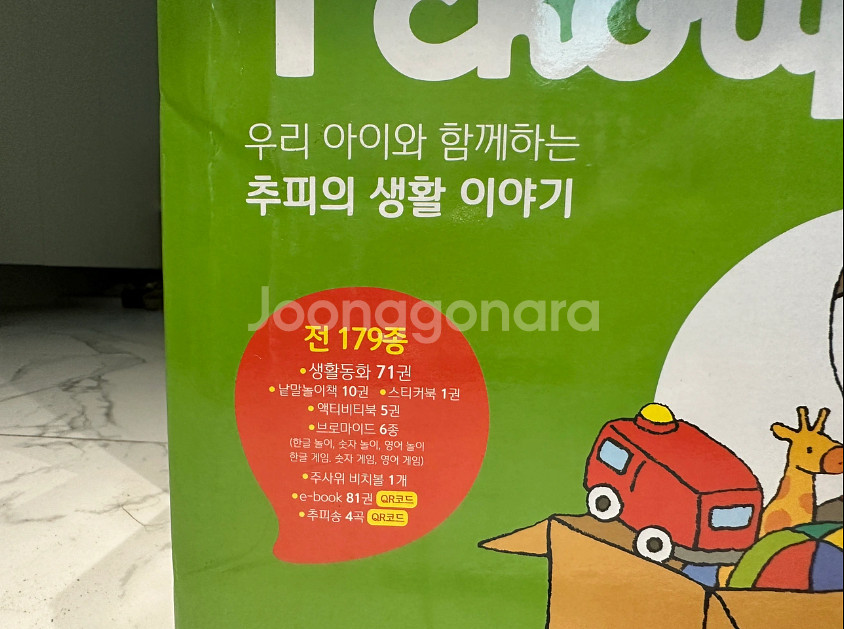 T'choup
우리 아이와 함께하는
추피의 생활 이야기
Joonggonara
전 179종
•생활동화 71권
•낱말놀이책 10권 •스티커북 1권
•액티비티북 5권
•브로마이드 6종
(한글 놀이, 숫자 놀이, 영어 놀이
한글 게임. 숫자 게임, 영어 게임)
•주사위 비치볼 1개
•e-book 81권 QR코드
•추피송 4곡 QR코드